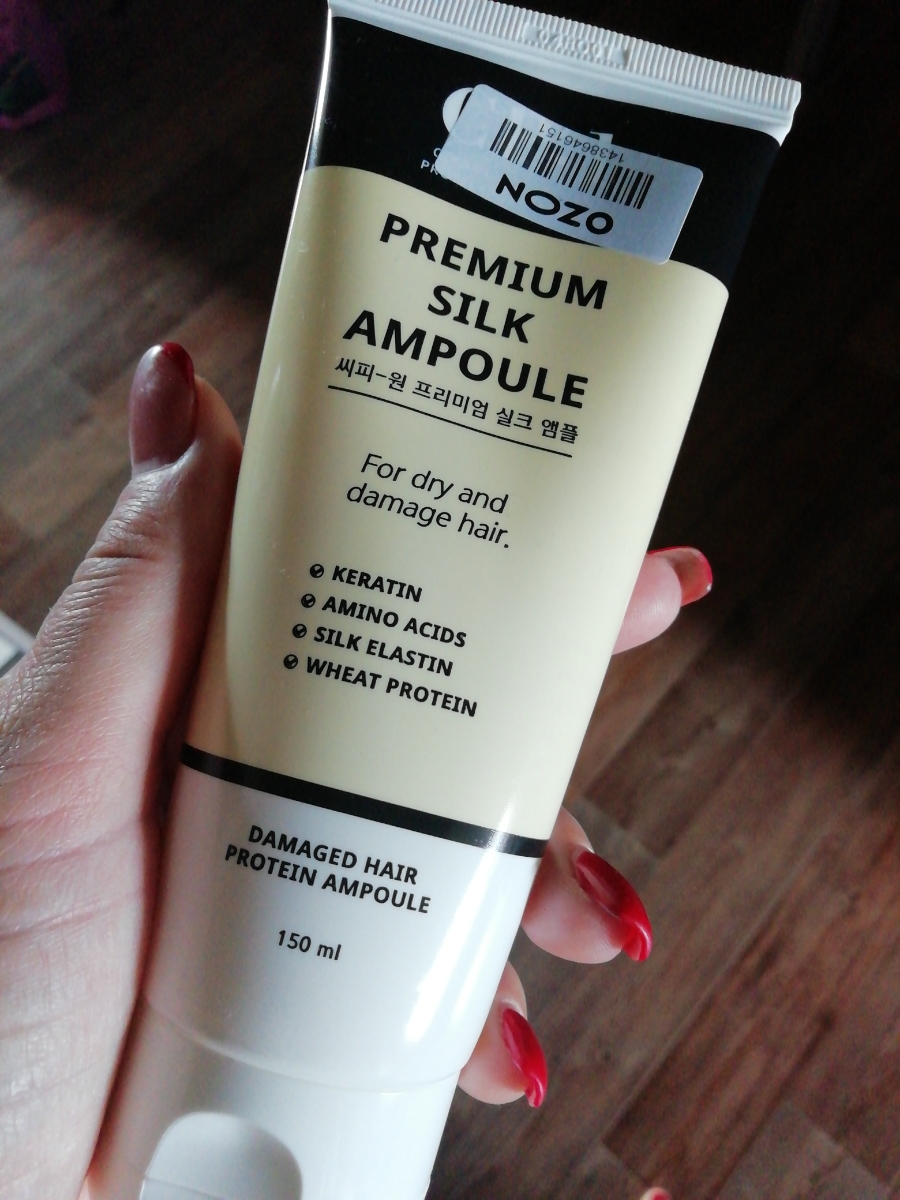 1438646151
OZON
PREMIUM
SILK
AMPOULE
씨피-원 프리미엄 실크 앰플
For dry and
damage hair.
KERATIN
AMINO ACIDS
SILK ELASTIN
WHEAT PROTEIN
DAMAGED HAIR
PROTEIN AMPOULE
150 ml